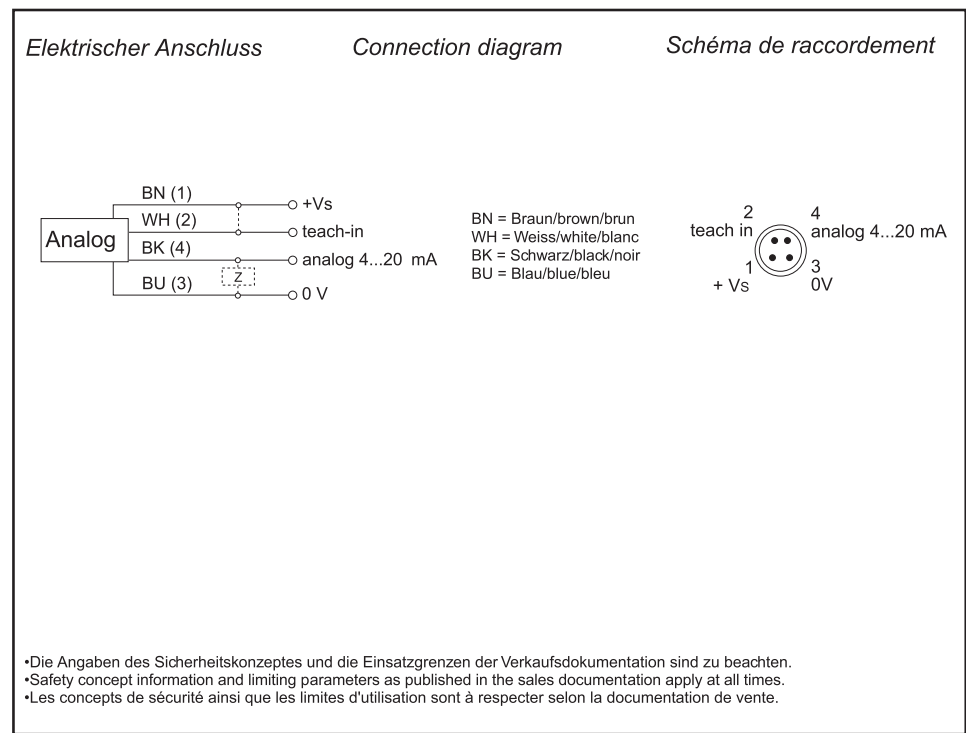 Elektrischer Anschluss
Connection diagram
Schéma de raccordement
BN (1)
+Vs
WH (2)
teach-in
Analog
BK (4)
analog 4...20 mA
Z
BU (3)
0 V
BN = Braun/brown/brun
WH = Weiss/white/blanc
BK = Schwarz/black/noir
BU = Blau/blue/bleu
2
teach in
4
analog 4...20 mA
1
+ Vs
3
0V
•Die Angaben des Sicherheitskonzeptes und die Einsatzgrenzen der Verkaufsdokumentation sind zu beachten.
•Safety concept information and limiting parameters as published in the sales documentation apply at all times.
•Les concepts de sécurité ainsi que les limites d'utilisation sont à respecter selon la documentation de vente.